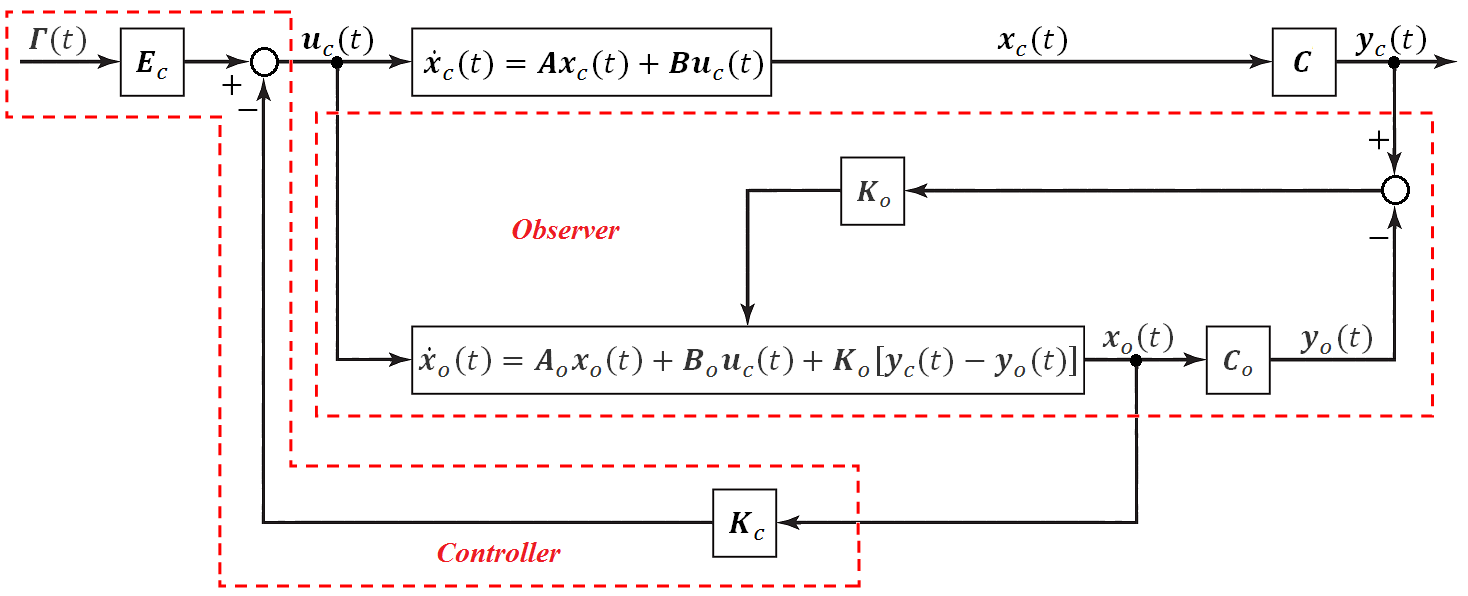 Γ(t)
E_c
+
−
u_c(t)
ẋ_c(t) = Ax_c(t) + Bu_c(t)
x_c(t)
C
y_c(t)
+
K_o
Observer
−
ẋ_o(t) = A_o x_o(t) + B_o u_c(t) + K_o[y_c(t) − y_o(t)]
x_o(t)
C_o
y_o(t)
K_c
Controller